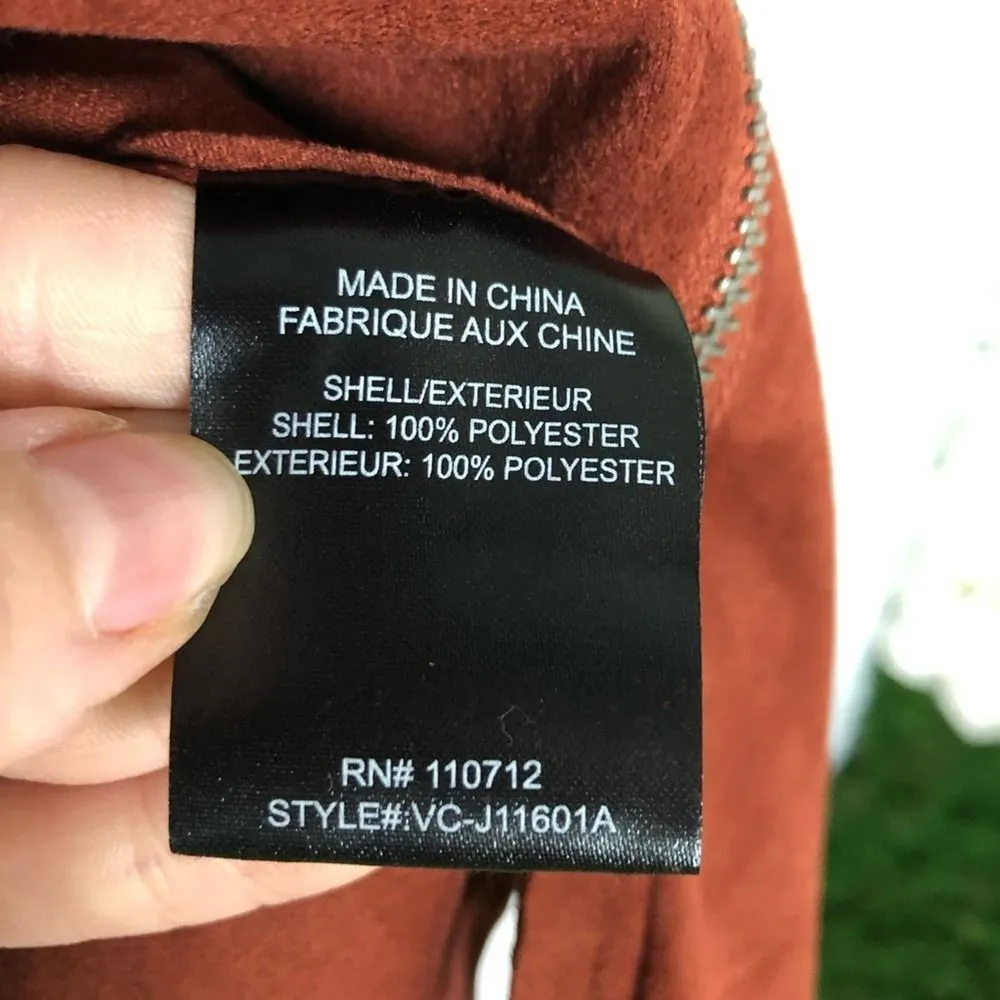 MADE IN CHINA
FABRIQUE AUX CHINE
SHELL/EXTERIEUR
SHELL: 100% POLYESTER
EXTERIEUR: 100% POLYESTER
RN# 110712
STYLE#:VC-J11601A